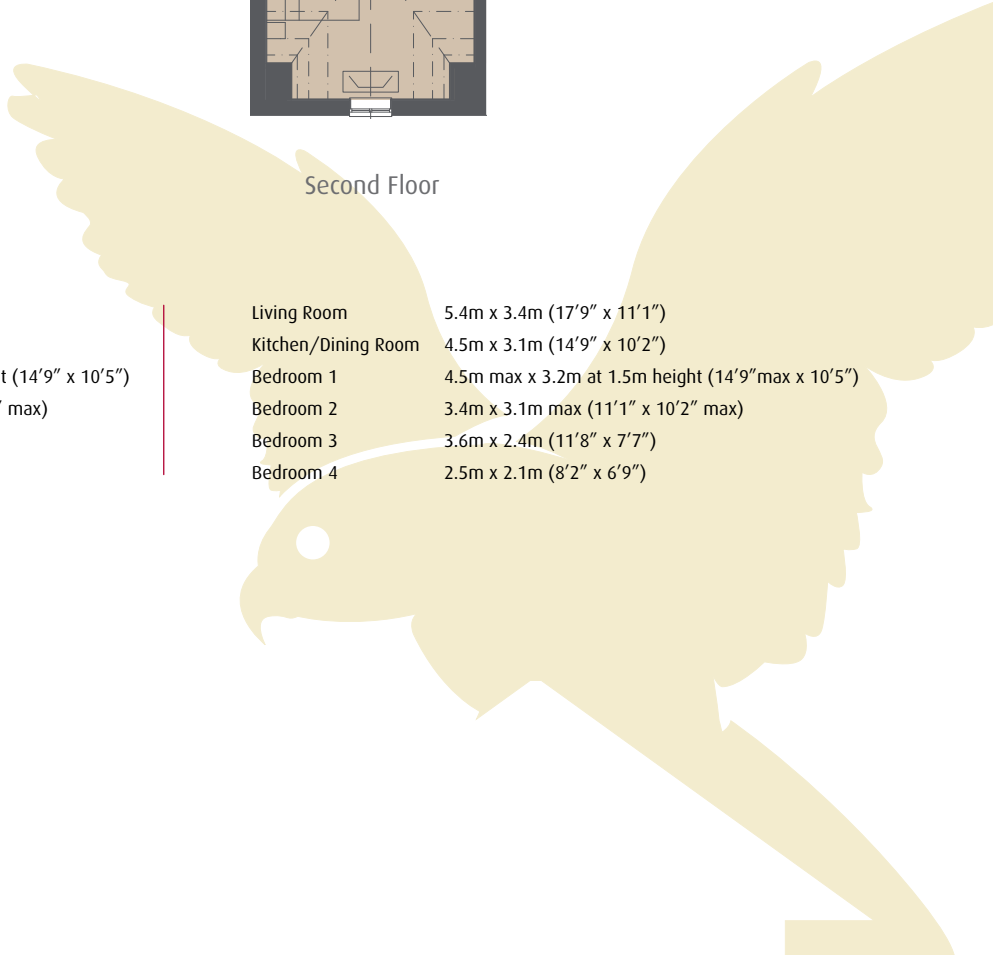 Second Floor
t (14′9″ x 10′5″)
″ max)
Living Room 5.4m x 3.4m (17′9″ x 11′1″)
Kitchen/Dining Room 4.5m x 3.1m (14′9″ x 10′2″)
Bedroom 1 4.5m max x 3.2m at 1.5m height (14′9″max x 10′5″)
Bedroom 2 3.4m x 3.1m max (11′1″ x 10′2″ max)
Bedroom 3 3.6m x 2.4m (11′8″ x 7′7″)
Bedroom 4 2.5m x 2.1m (8′2″ x 6′9″)